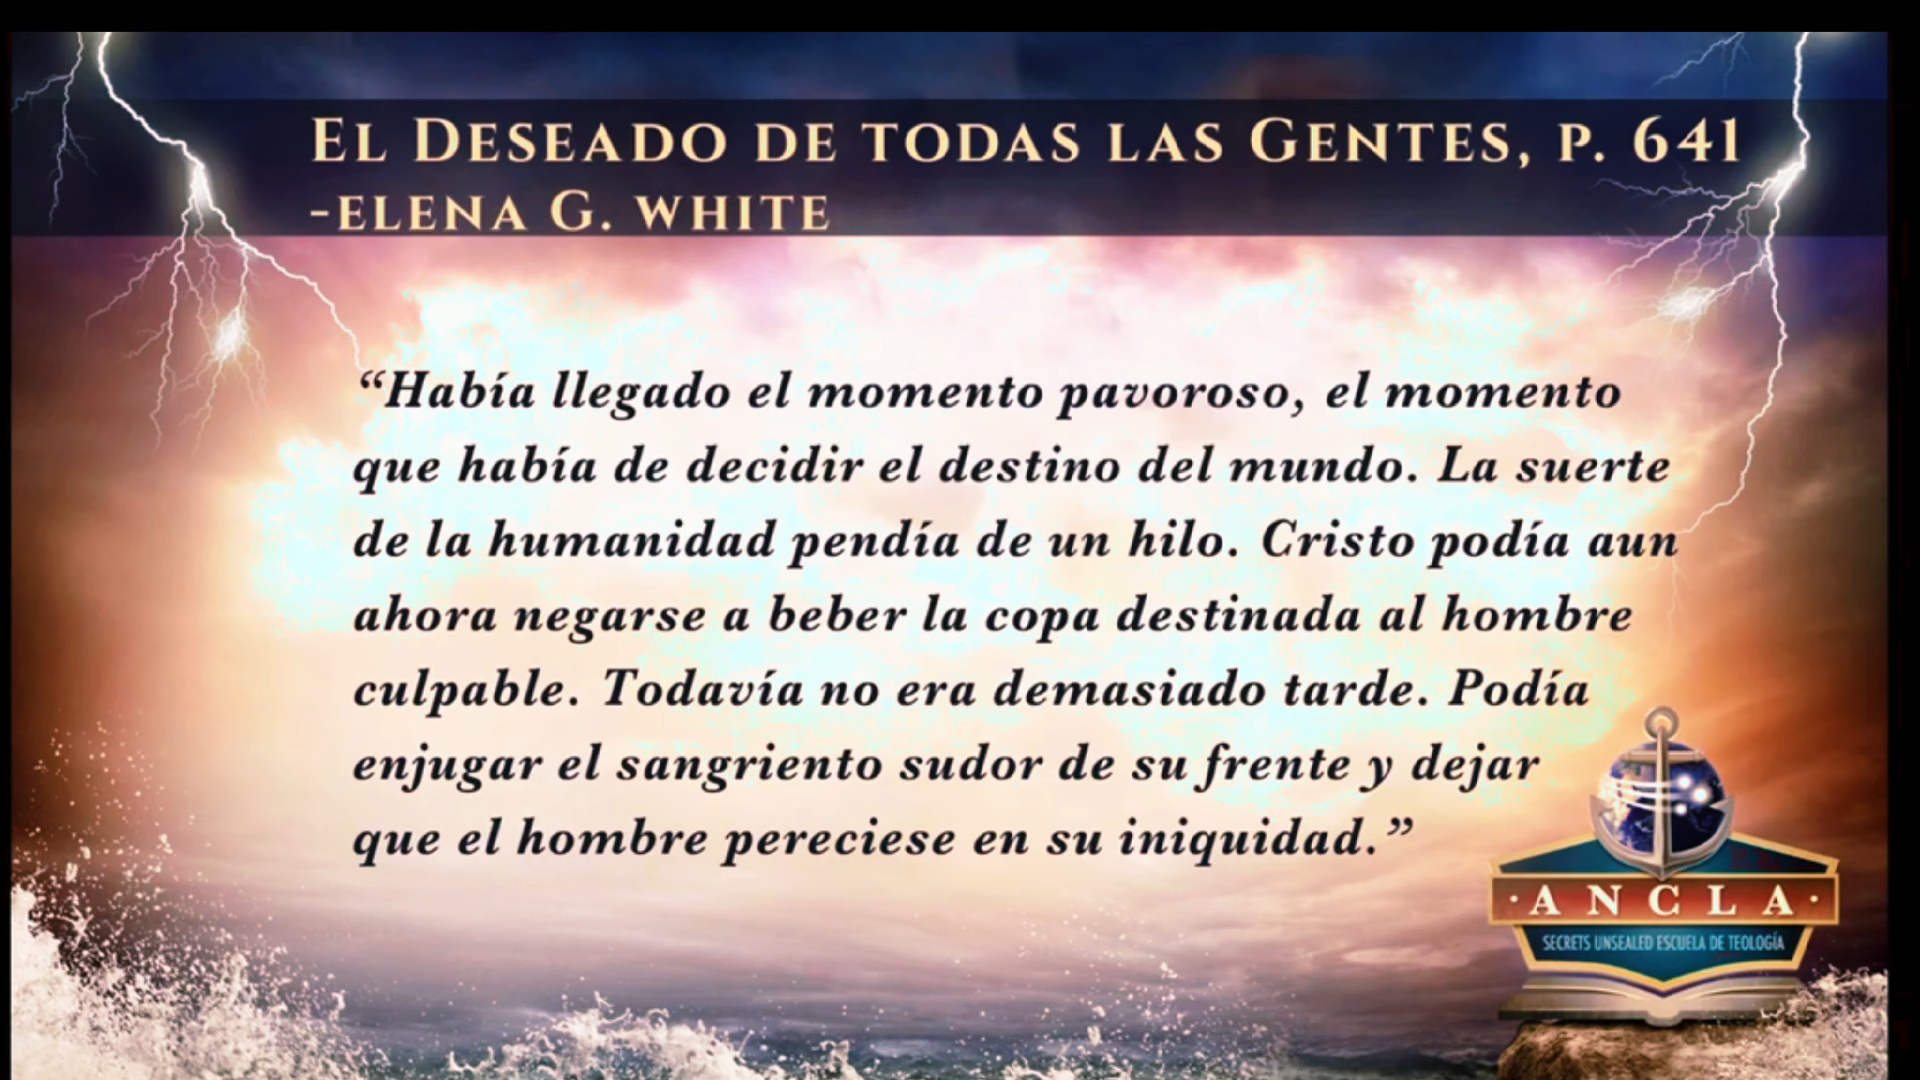 El Deseado de todas las Gentes, p. 641
-Elena G. White
“Había llegado el momento pavoroso, el momento
que había de decidir el destino del mundo. La suerte
de la humanidad pendía de un hilo. Cristo podía aun
ahora negarse a beber la copa destinada al hombre
culpable. Todavía no era demasiado tarde. Podía
enjugar el sangriento sudor de su frente y dejar
que el hombre pereciese en su iniquidad.”
·ANCLA·
SECRETS UNSEALED ESCUELA DE TEOLOGÍA